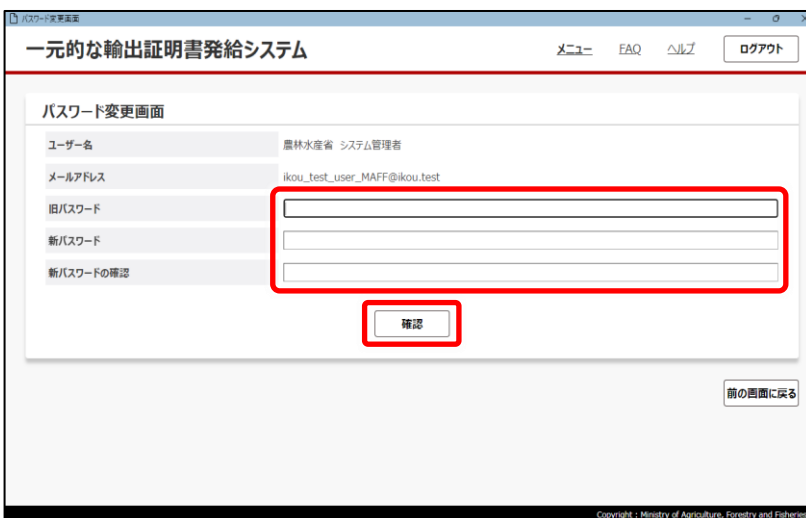 パスワード変更画面
一元的な輸出証明書発給システム
メニュー FAQ ヘルプ ログアウト
パスワード変更画面
ユーザー名 農林水産省 システム管理者
メールアドレス ikou_test_user_MAFF@ikou.test
旧パスワード
新パスワード
新パスワードの確認
確認
前の画面に戻る
Copyright : Ministry of Agriculture, Forestry and Fisheries